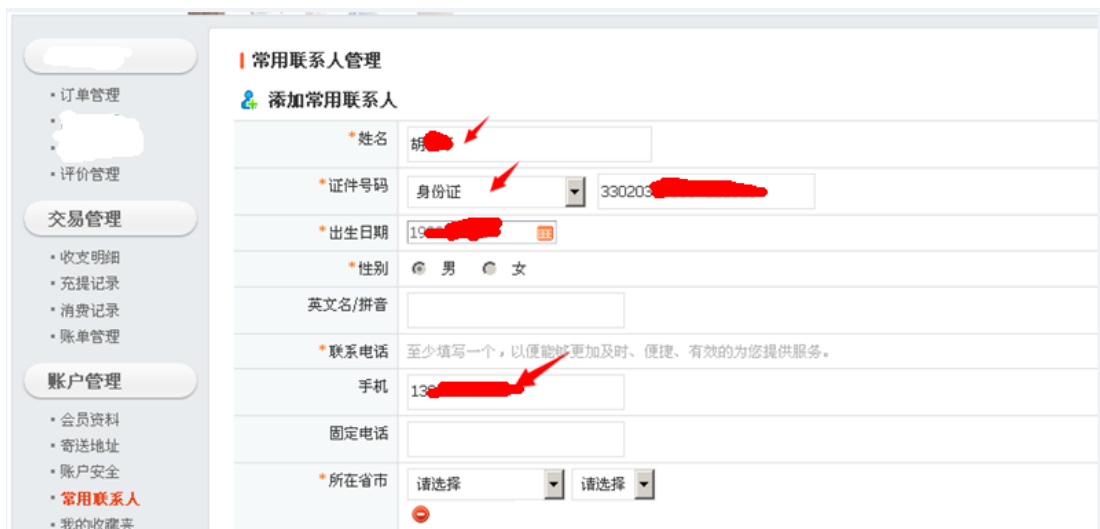 订单管理
评价管理
交易管理
收支明细
充提记录
消费记录
账单管理
账户管理
会员资料
寄送地址
账户安全
常用联系人
我的收藏夹
常用联系人管理
添加常用联系人
*姓名 胡
*证件号码 身份证 330203
*出生日期 19
*性别 男 女
英文名/拼音
*联系电话 至少填写一个，以便能够更加及时、便捷、有效的为您提供服务。
手机 13
固定电话
*所在省市 请选择 请选择